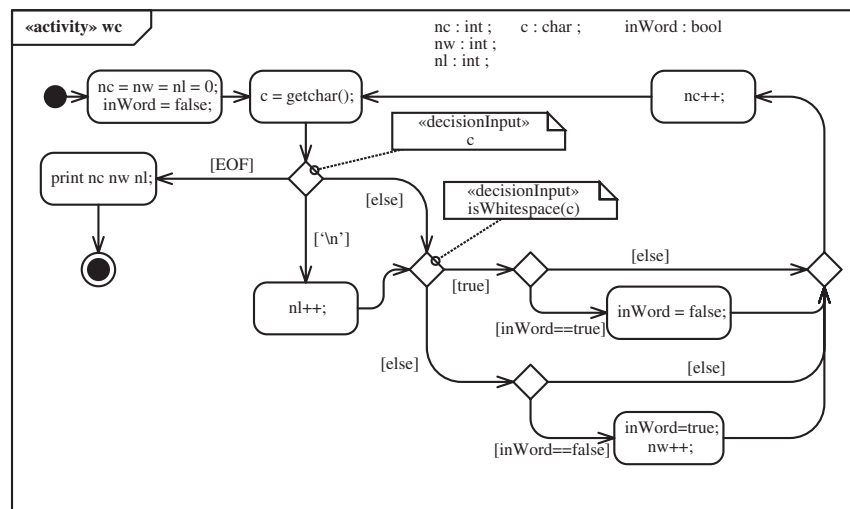 «activity» wc
nc : int ; c : char ; inWord : bool
nw : int ;
nl : int ;
nc = nw = nl = 0;
inWord = false;
c = getchar();
nc++;
«decisionInput»
c
[EOF]
print nc nw nl;
[else]
«decisionInput»
isWhitespace(c)
[‘\n’]
[else]
[true]
nl++;
inWord = false;
[inWord==true]
[else]
[else]
inWord=true;
nw++;
[inWord==false]